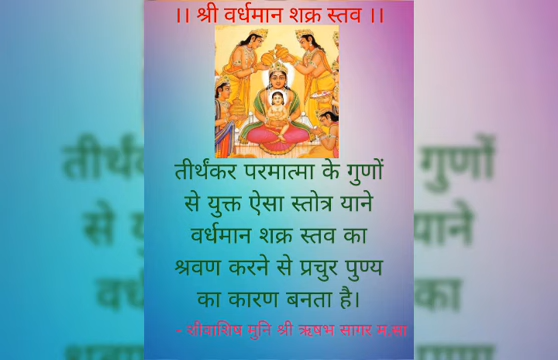 ।। श्री वर्धमान शक्र स्तव ।।
तीर्थंकर परमात्मा के गुणों
से युक्त ऐसा स्तोत्र याने
वर्धमान शक्र स्तव का
श्रवण करने से प्रचुर पुण्य
का कारण बनता है।
- शीवाशिष मुनि श्री ऋषभ सागर म.सा